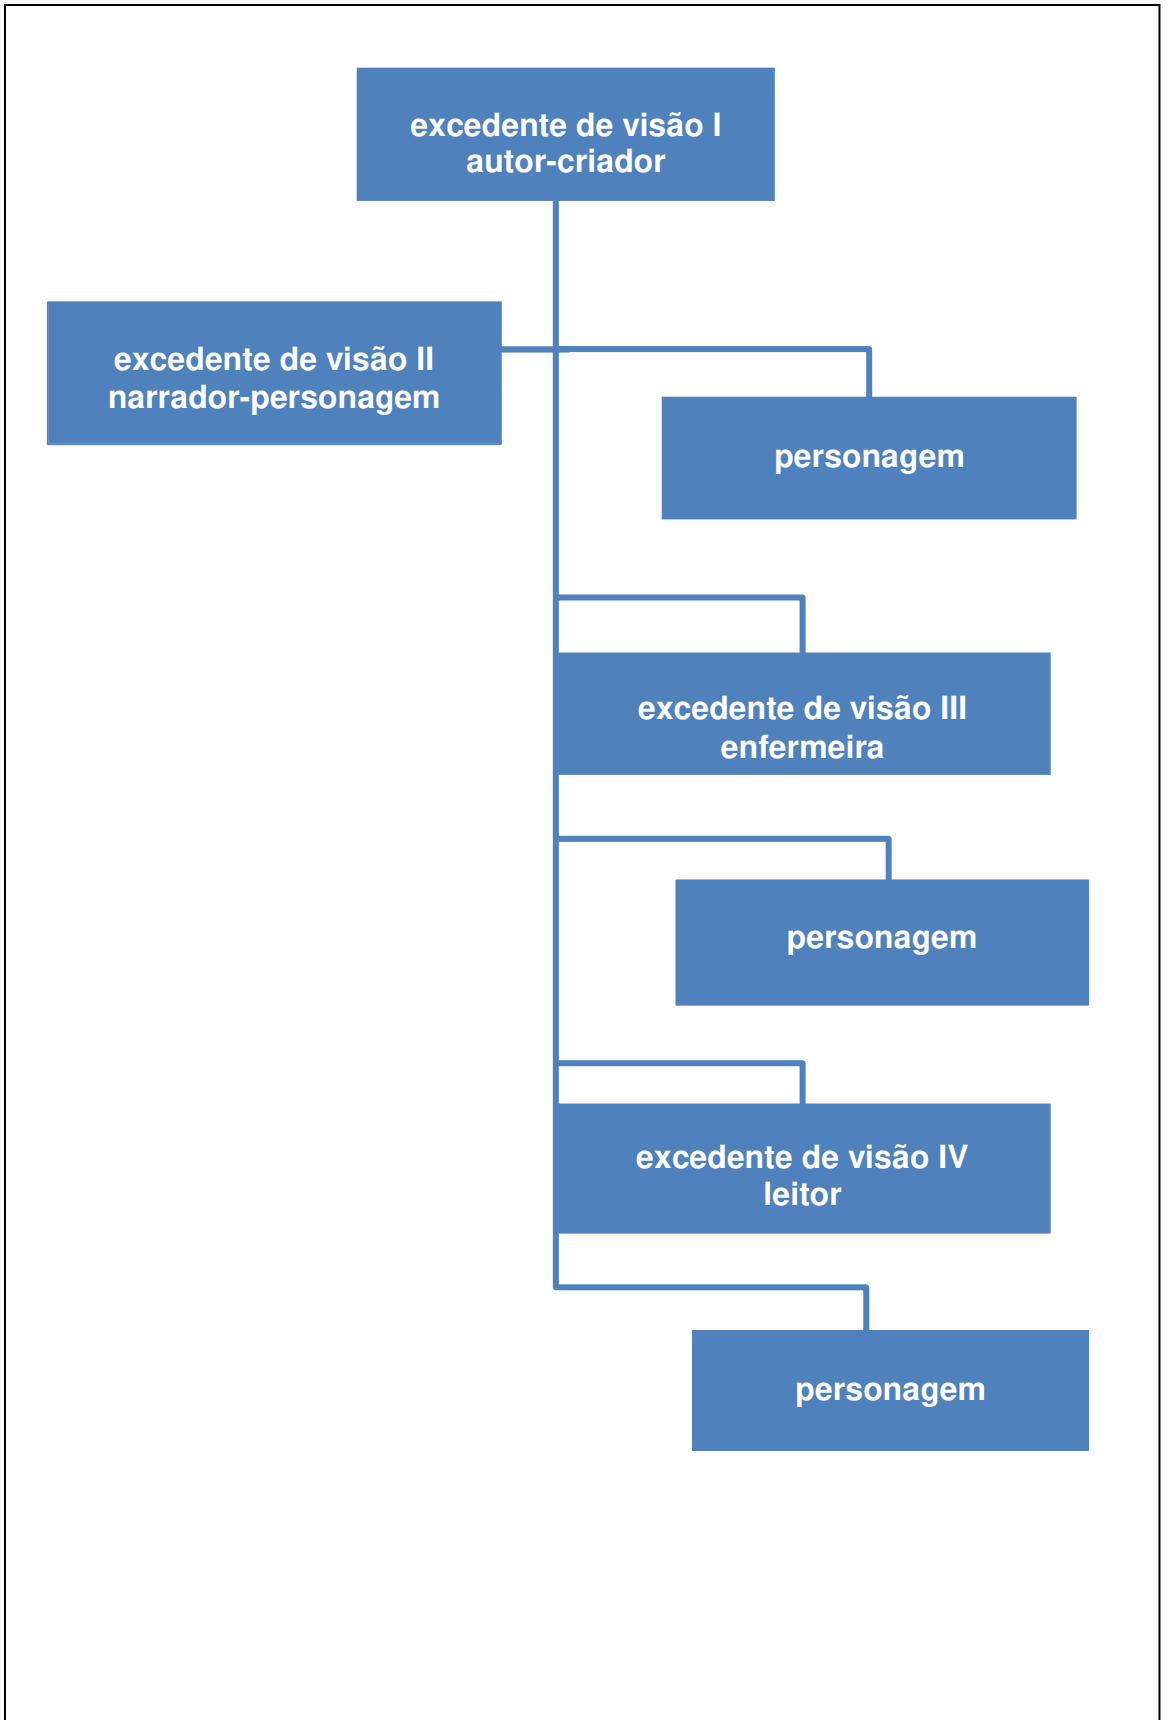 excedente de visão I
autor-criador
excedente de visão II
narrador-personagem
personagem
excedente de visão III
enfermeira
personagem
excedente de visão IV
leitor
personagem